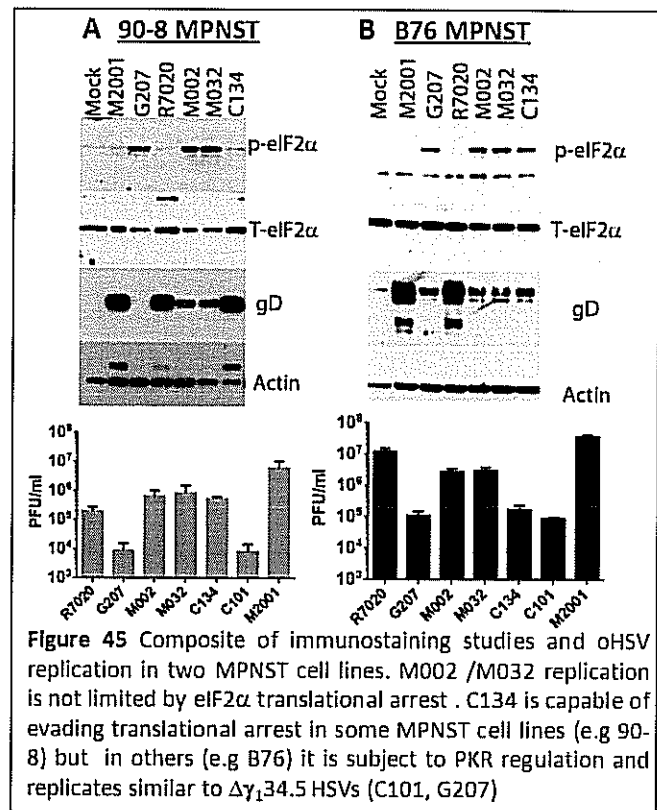 A 90-8 MPNST
B B76 MPNST
Mock M2001 G207 R7020 M002 M032 C134
Mock M2001 G207 R7020 M002 M032 C134
p-eIF2α
p-eIF2α
T-eIF2α
T-eIF2α
gD
gD
Actin
Actin
PFU/ml
10⁸
10⁷
10⁶
10⁵
10⁴
10³
R7020 G207 M002 M032 C134 C101 M2001
PFU/ml
10⁸
10⁷
10⁶
10⁵
10⁴
10³
R7020 G207 M002 M032 C134 C101 M2001
Figure 45 Composite of immunostaining studies and oHSV
replication in two MPNST cell lines. M002 /M032 replication
is not limited by eIF2α translational arrest . C134 is capable of
evading translational arrest in some MPNST cell lines (e.g 90-
8) but in others (e.g B76) it is subject to PKR regulation and
replicates similar to Δγ₁34.5 HSVs (C101, G207)